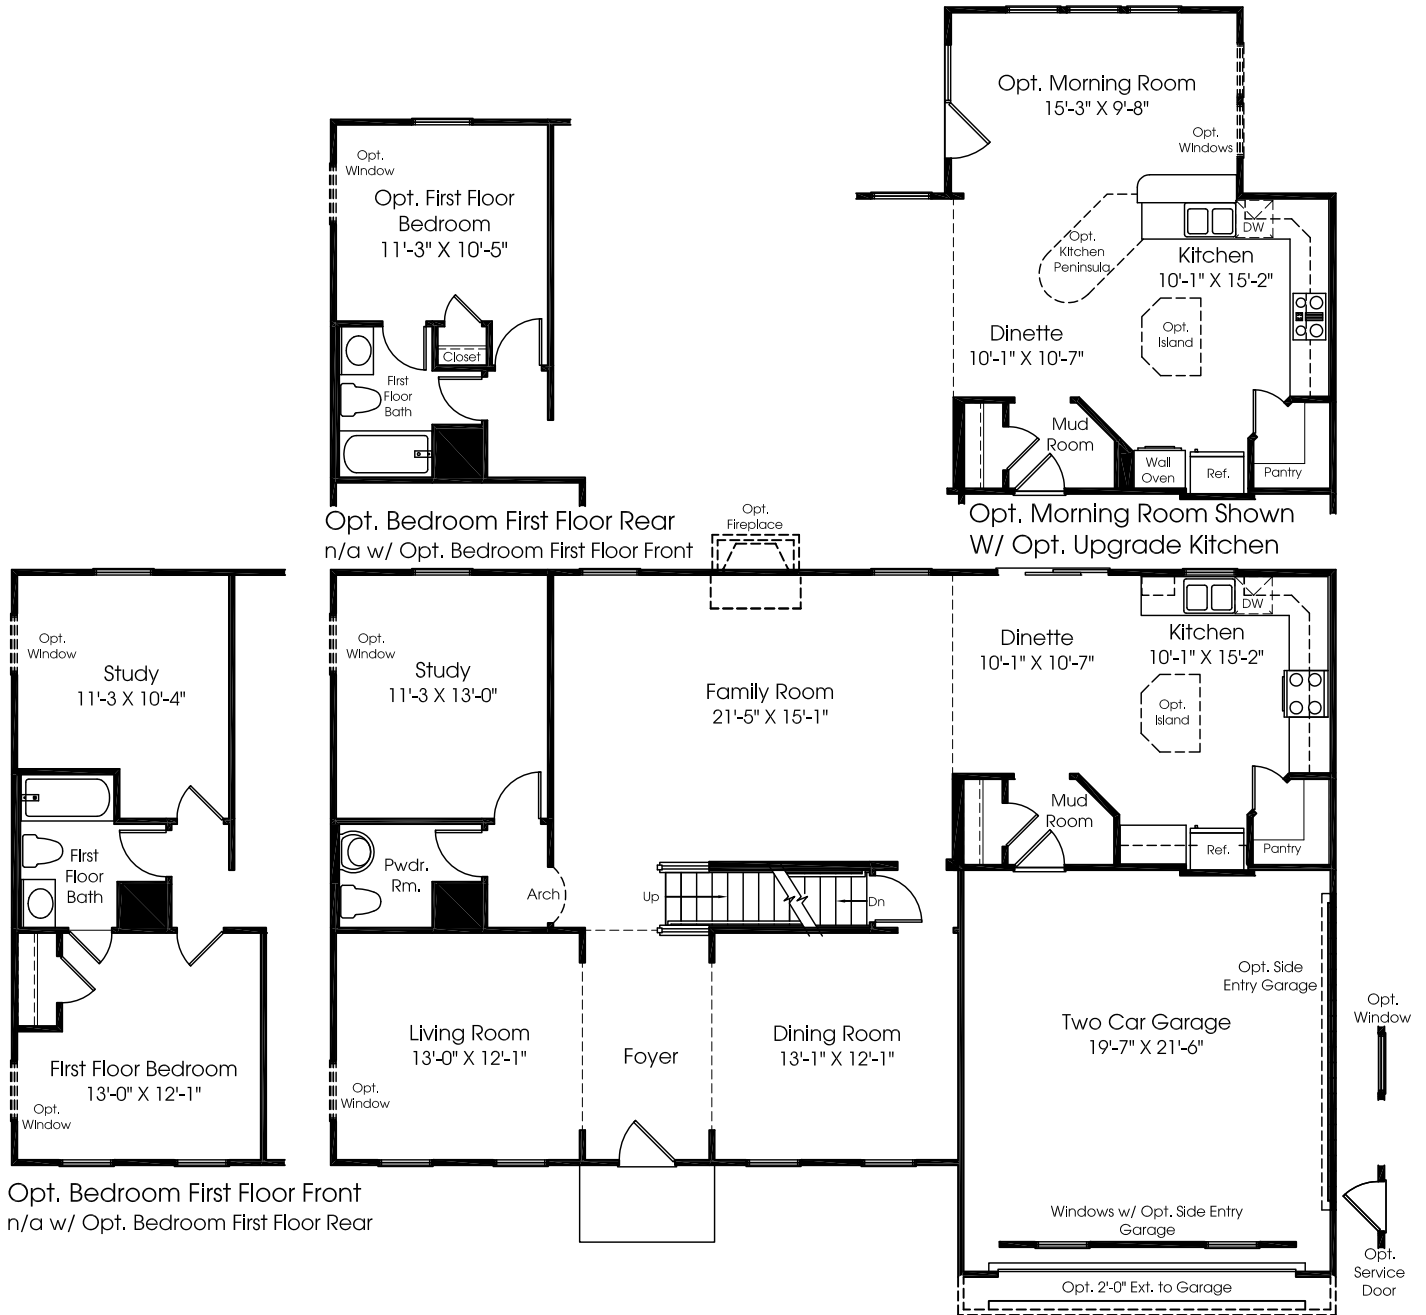 Opt. Morning Room
15'-3" X 9'-8"
Opt.
Windows
Opt.
Window
Opt. First Floor
Bedroom
11'-3" X 10'-5"
Closet
First
Floor
Bath
Opt. Bedroom First Floor Rear
n/a w/ Opt. Bedroom First Floor Front
DW
Opt.
Kitchen
Peninsula
Kitchen
10'-1" X 15'-2"
Opt.
Island
Dinette
10'-1" X 10'-7"
Mud
Room
Wall
Oven
Ref.
Pantry
Opt. Morning Room Shown
W/ Opt. Upgrade Kitchen
Opt.
Fireplace
Opt.
Window
Study
11'-3 X 10'-4"
First
Floor
Bath
First Floor Bedroom
13'-0" X 12'-1"
Opt.
Window
Opt. Bedroom First Floor Front
n/a w/ Opt. Bedroom First Floor Rear
Opt.
Window
Study
11'-3 X 13'-0"
Family Room
21'-5" X 15'-1"
Dinette
10'-1" X 10'-7"
DW
Kitchen
10'-1" X 15'-2"
Opt.
Island
Mud
Room
Ref.
Pantry
Pwdr.
Rm.
Arch
Up
Dn
Living Room
13'-0" X 12'-1"
Opt.
Window
Foyer
Dining Room
13'-1" X 12'-1"
Opt. Side
Entry Garage
Two Car Garage
19'-7" X 21'-6"
Opt.
Window
Windows w/ Opt. Side Entry
Garage
Opt. 2'-0" Ext. to Garage
Opt.
Service
Door